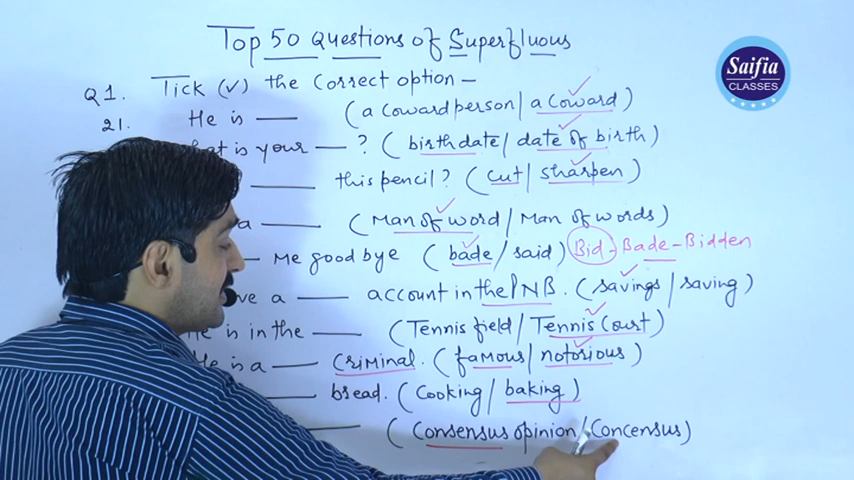 Top 50 Questions of Superfluous
Saifia
CLASSES
Q1. Tick (✓) the Correct option –
21. He is —— (a Coward person / a Coward)
is your —— ? (birthdate / date of birth)
—— this pencil? (cut / sharpen)
a —— (Man of word / Man of words)
—— Me good bye (bade / said) Bid - Bade - Bidden
a —— account in the PNB. (savings / saving)
He is in the —— (Tennis field / Tennis Court)
He is a —— Criminal. (famous / notorious)
—— bread. (Cooking / baking)
—— (Consensus opinion / Concensus)